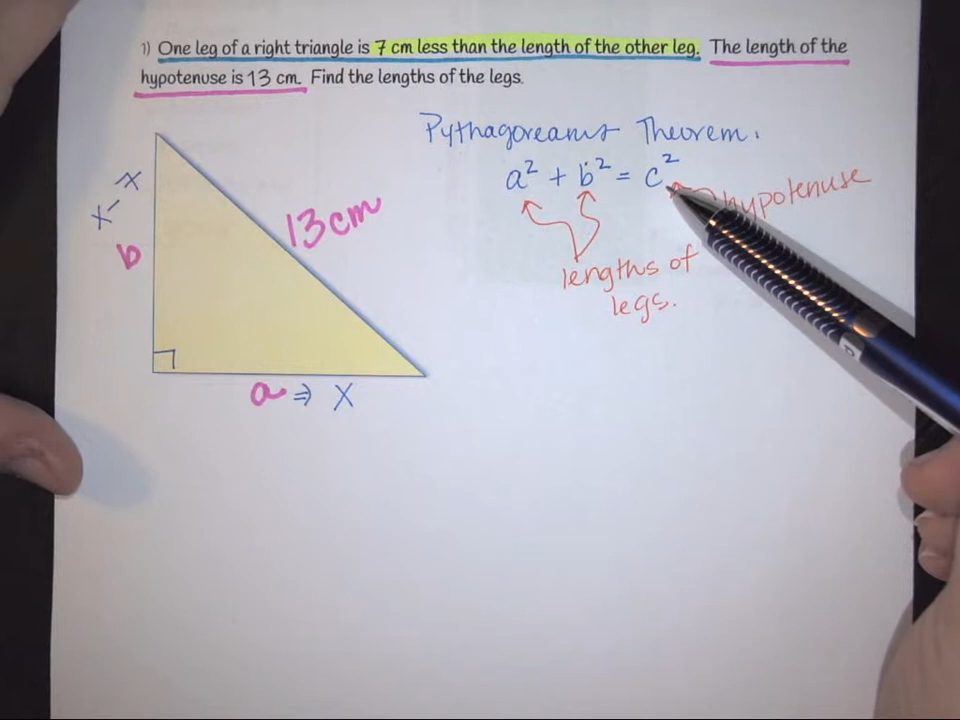 1) One leg of a right triangle is 7 cm less than the length of the other leg. The length of the
hypotenuse is 13 cm. Find the lengths of the legs.
Pythagoreans Theorem.
a² + b² = c²
hypotenuse
lengths of
legs.
13cm
b
a ⇒ X